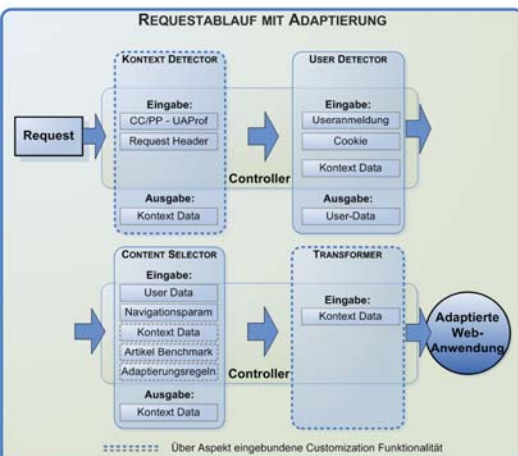 REQUESTABLAUF MIT ADAPTIERUNG
KONTEXT DETECTOR
Eingabe:
CC/PP - UAProf
Request Header
Ausgabe:
Kontext Data
USER DETECTOR
Eingabe:
Useranmeldung
Cookie
Kontext Data
Ausgabe:
User-Data
Request
Controller
CONTENT SELECTOR
Eingabe:
User Data
Navigationsparam
Kontext Data
Artikel Benchmark
Adaptierungsregeln
Ausgabe:
Kontext Data
TRANSFORMER
Eingabe:
Kontext Data
Controller
Adaptierte
Web-
Anwendung
Über Aspekt eingebundene Customization Funktionalität